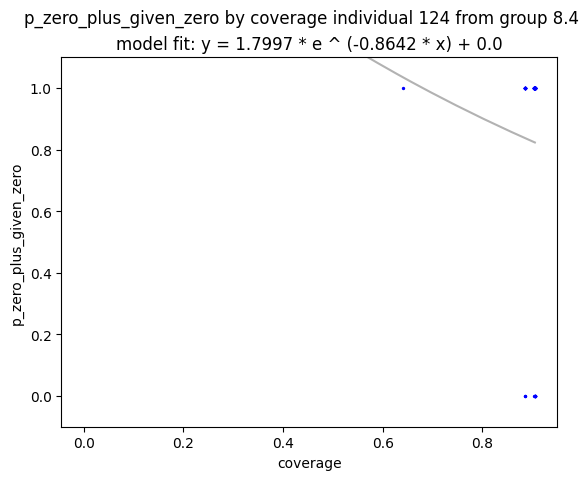 p_zero_plus_given_zero by coverage individual 124 from group 8.4
model fit: y = 1.7997 * e ^ (-0.8642 * x) + 0.0
1.0
0.8
0.6
0.4
0.2
0.0
p_zero_plus_given_zero
0.0 0.2 0.4 0.6 0.8
coverage